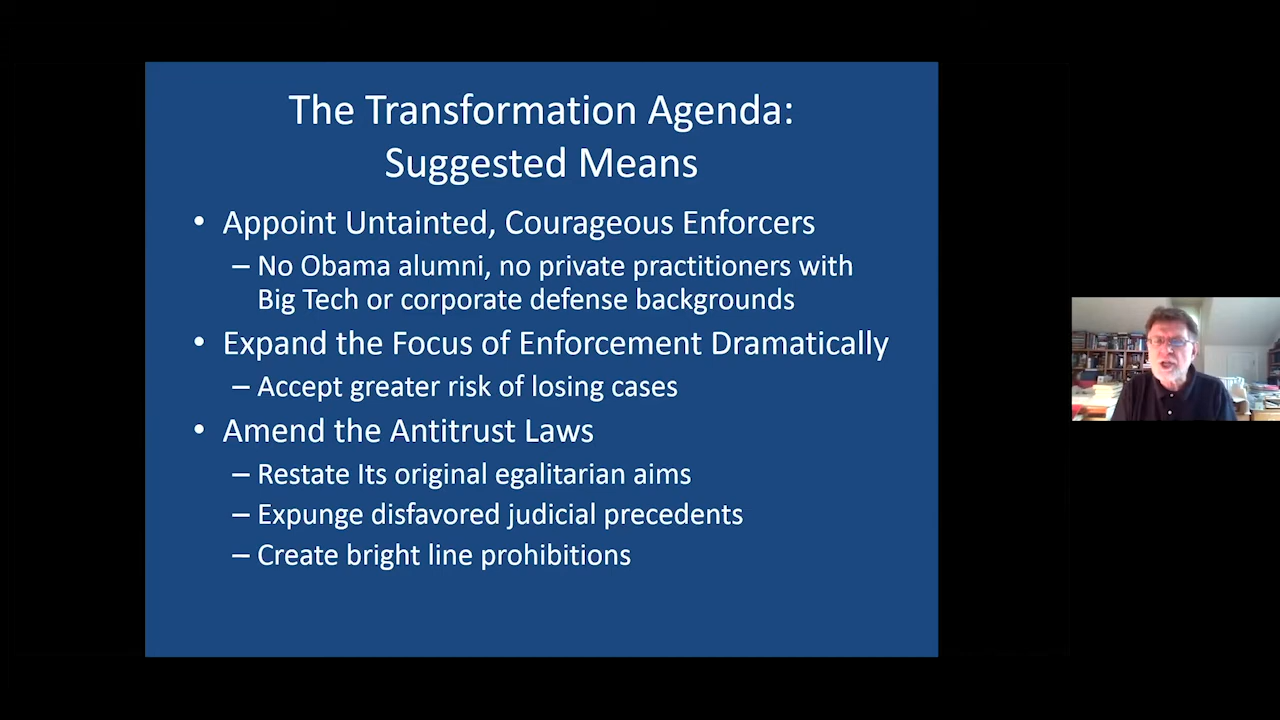 The Transformation Agenda:
Suggested Means
• Appoint Untainted, Courageous Enforcers
– No Obama alumni, no private practitioners with
Big Tech or corporate defense backgrounds
• Expand the Focus of Enforcement Dramatically
– Accept greater risk of losing cases
• Amend the Antitrust Laws
– Restate Its original egalitarian aims
– Expunge disfavored judicial precedents
– Create bright line prohibitions